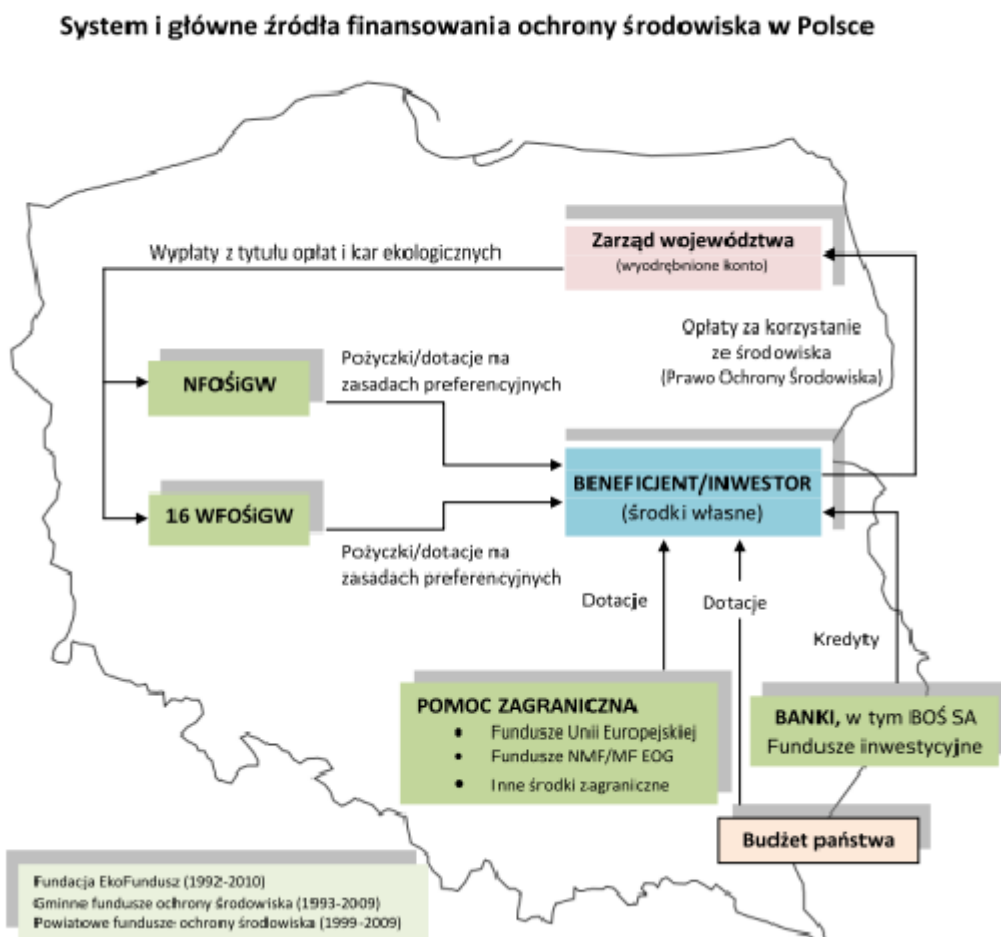 System i główne źródła finansowania ochrony środowiska w Polsce
Zarząd województwa
(wyodrębnione konto)
Wypłaty z tytułu opłat i kar ekologicznych
Opłaty za korzystanie
ze środowiska
(Prawo Ochrony Środowiska)
NFOŚiGW
Pożyczki/dotacje na
zasadach preferencyjnych
BENEFICJENT/INWESTOR
(środki własne)
16 WFOŚiGW
Pożyczki/dotacje na
zasadach preferencyjnych
Dotacje
Dotacje
Kredyty
POMOC ZAGRANICZNA
• Fundusze Unii Europejskiej
• Fundusze NMF/MF EOG
• Inne środki zagraniczne
BANKI, w tym BOŚ SA
Fundusze inwestycyjne
Budżet państwa
Fundacja EkoFundusz (1992-2010)
Gminne fundusze ochrony środowiska (1993-2009)
Powiatowe fundusze ochrony środowiska (1999-2009)